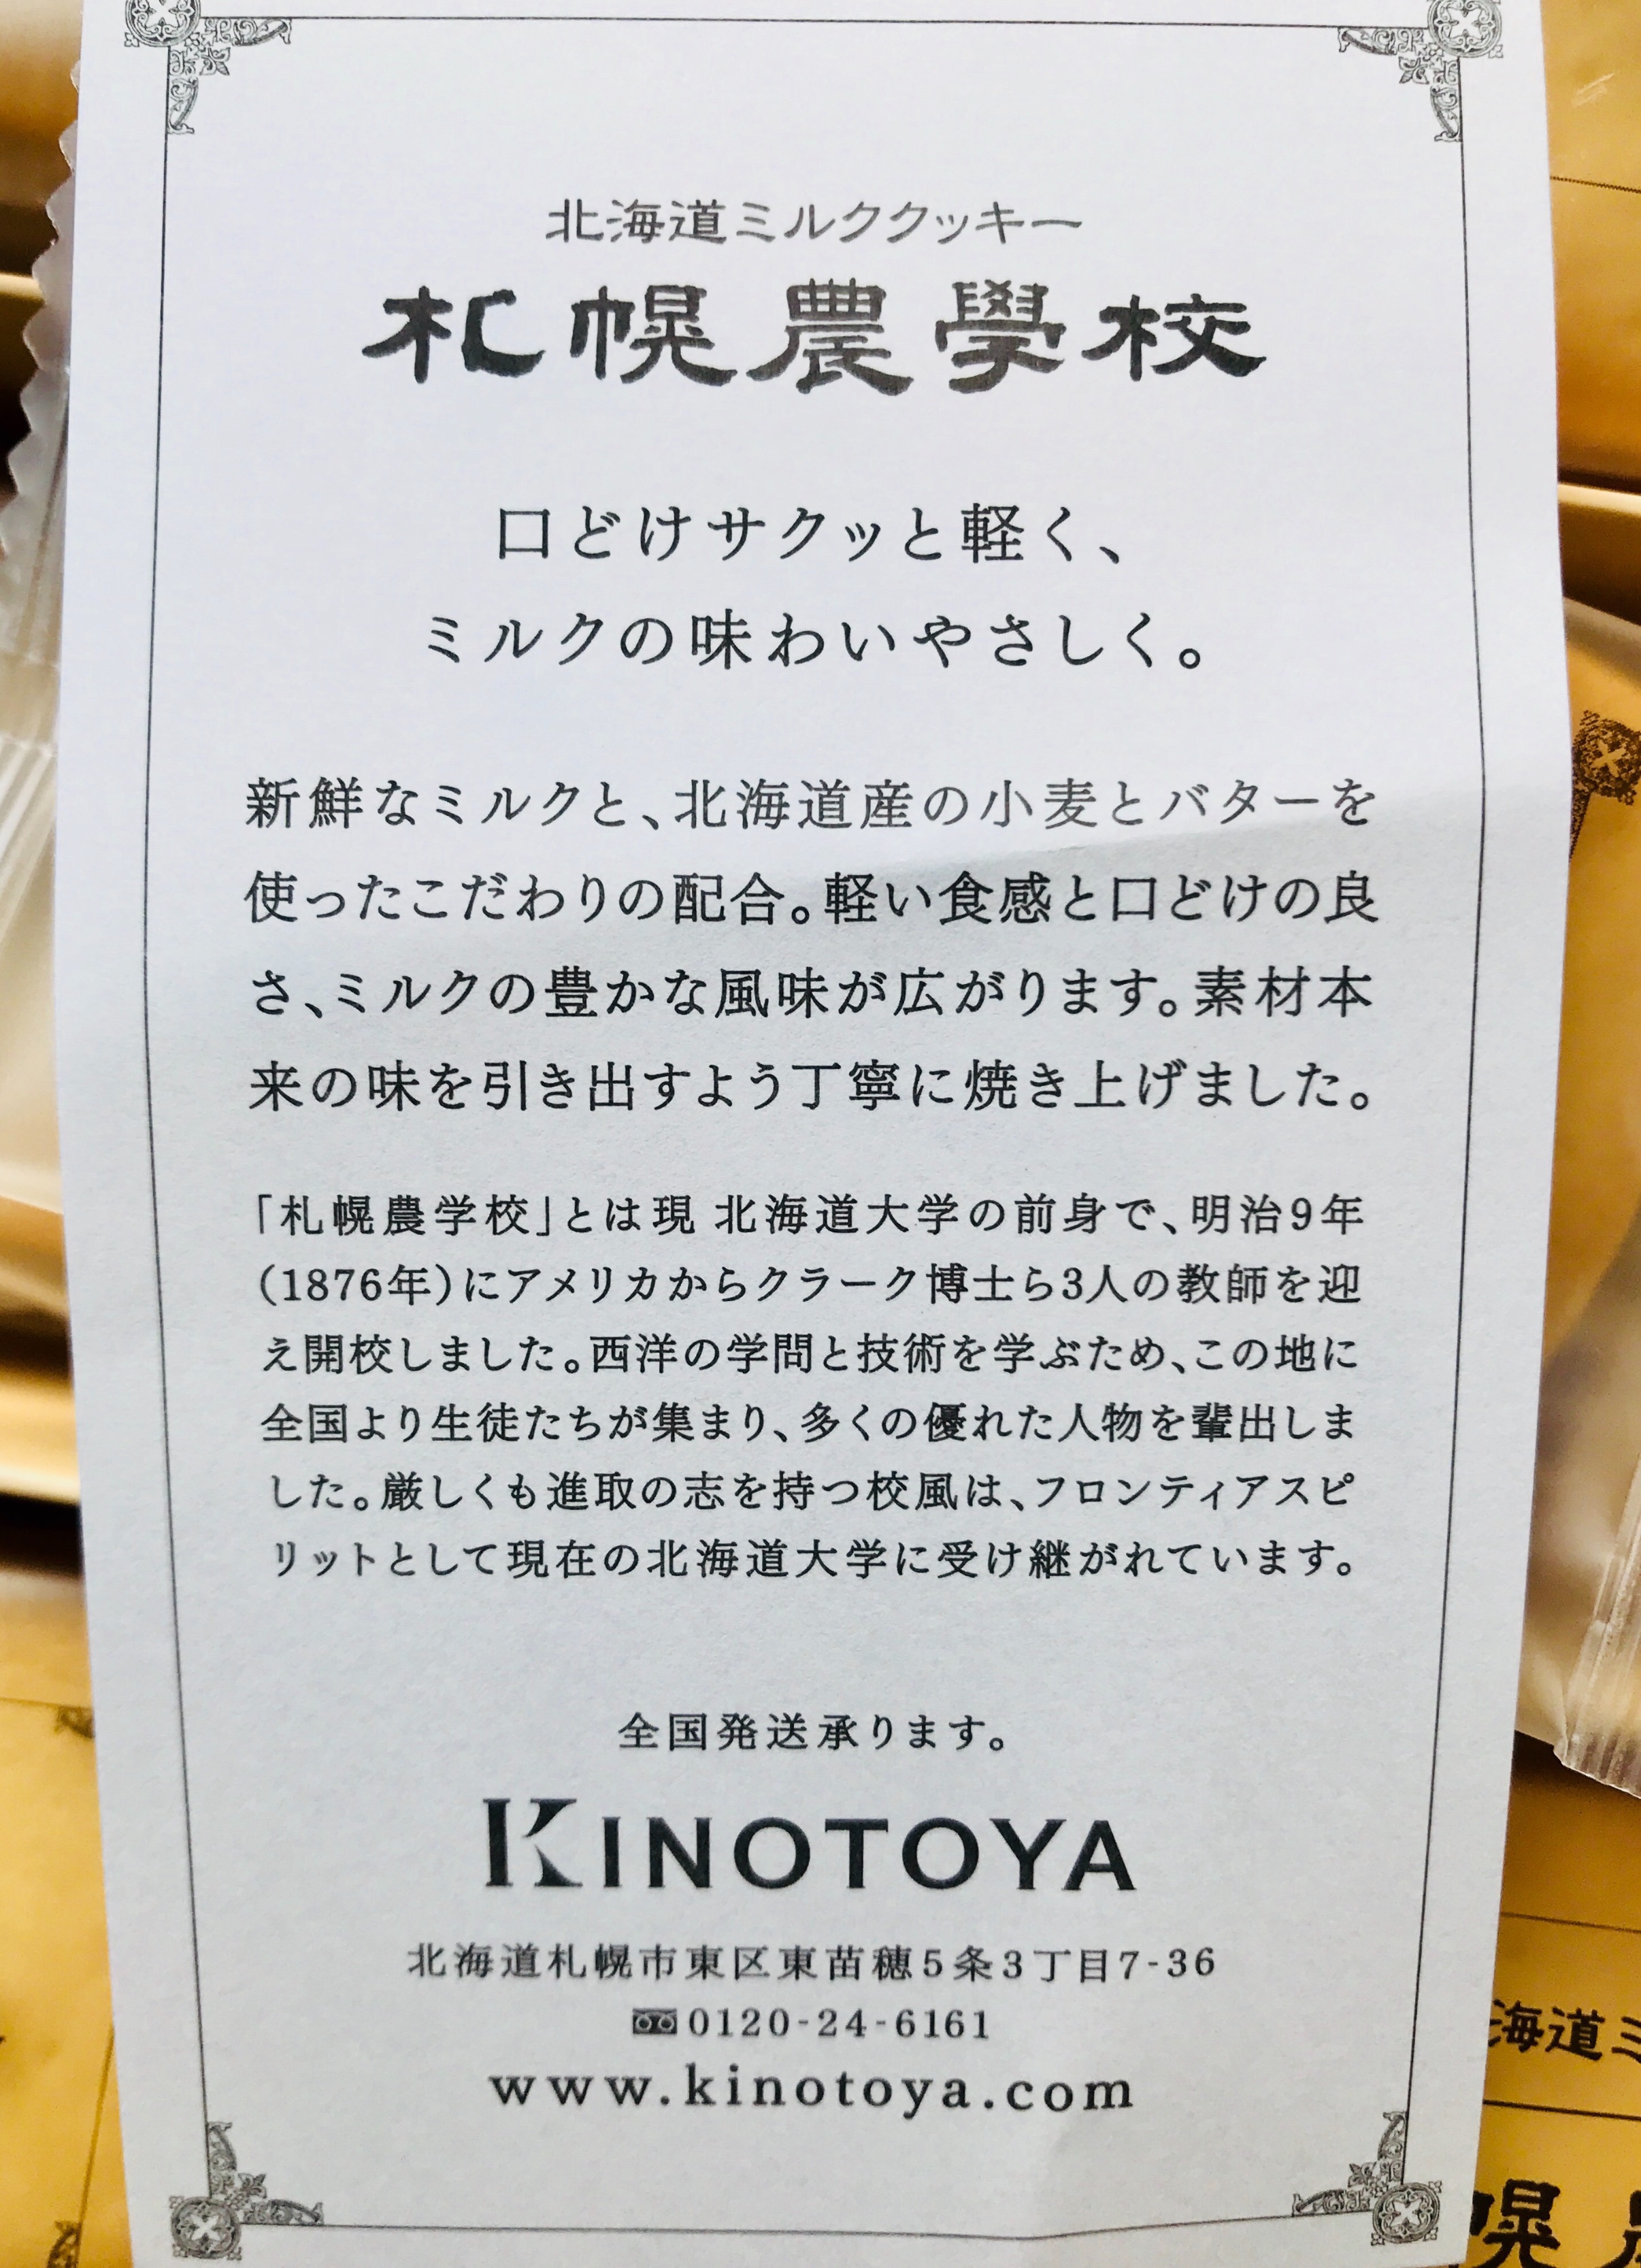 北海道ミルククッキー
札幌農學校
口どけサクッと軽く、
ミルクの味わいやさしく。
新鮮なミルクと、北海道産の小麦とバターを
使ったこだわりの配合。軽い食感と口どけの良
さ、ミルクの豊かな風味が広がります。素材本
来の味を引き出すよう丁寧に焼き上げました。
「札幌農学校」とは現 北海道大学の前身で、明治9年
(1876年)にアメリカからクラーク博士ら3人の教師を迎
え開校しました。西洋の学問と技術を学ぶため、この地に
全国より生徒たちが集まり、多くの優れた人物を輩出しま
した。厳しくも進取の志を持つ校風は、フロンティアスピ
リットとして現在の北海道大学に受け継がれています。
全国発送承ります。
KINOTOYA
北海道札幌市東区東苗穂5条3丁目7-36
0120-24-6161
www.kinotoya.com
海道ミ
幌